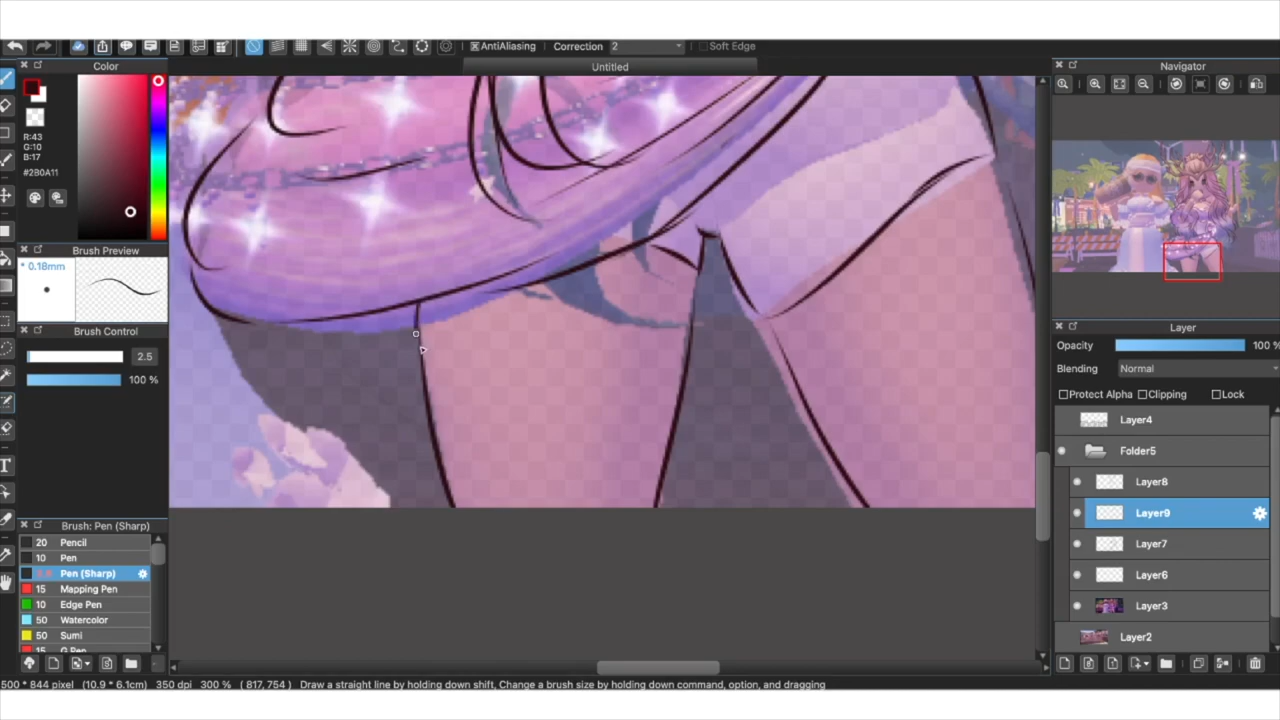 AntiAliasing Correction 2 Soft Edge
Color
Untitled
Navigator
R:43
G:10
B:17
#2B0A11
Brush Preview
* 0.18mm
Brush Control
2.5
100 %
Layer
Opacity 100 %
Blending Normal
Protect Alpha Clipping Lock
Layer4
Folder5
Layer8
Layer9
Layer7
Layer6
Layer3
Layer2
Brush: Pen (Sharp)
20 Pencil
10 Pen
Pen (Sharp)
15 Mapping Pen
10 Edge Pen
50 Watercolor
50 Sumi
15 G Pen
T
500 * 844 pixel (10.9 * 6.1cm) 350 dpi 300 % ( 817, 754 ) Draw a straight line by holding down shift, Change a brush size by holding down command, option, and dragging